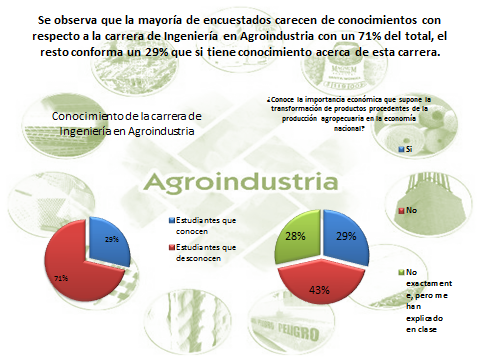 Se observa que la mayoría de encuestados carecen de conocimientos con
respecto a la carrera de Ingeniería en Agroindustria con un 71% del total, el
resto conforma un 29% que si tiene conocimiento acerca de esta carrera.
Conocimiento de la carrera de
Ingeniería en Agroindustria
¿Conoce la importancia económica que supone la
transformación de productos procedentes de la
producción agropecuaria en la economía
nacional?
Agroindustria
29%
71%
Estudiantes que
conocen
Estudiantes que
desconocen
28%
29%
43%
Si
No
No
exactament
e, pero me
han
explicado
en clase
PELIGRO